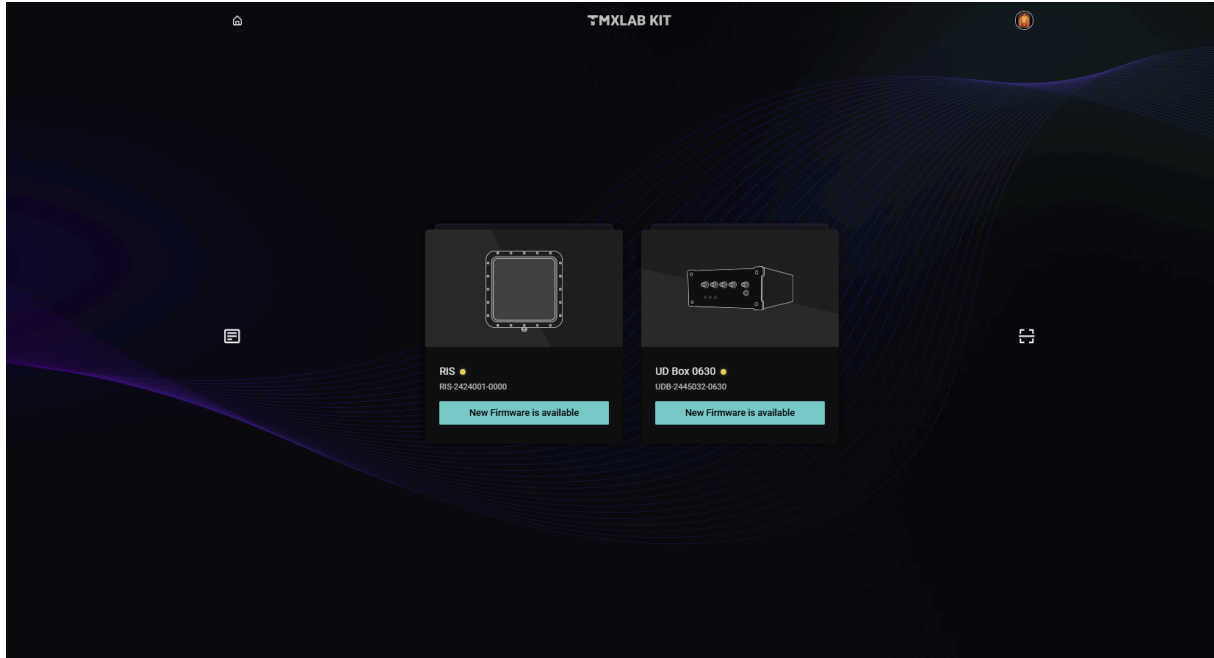 TMXLAB KIT
RIS
RIS-2424001-0000
New Firmware is available
UD Box 0630
UDB-2445032-0630
New Firmware is available